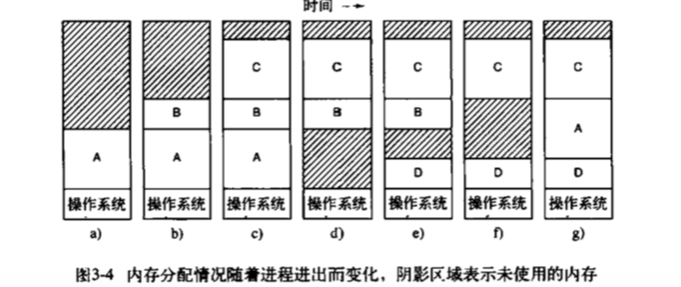 时间
C C C C C
B B B B A
A A A D D D
操作系统 操作系统 操作系统 操作系统 操作系统 操作系统 操作系统
a) b) c) d) e) f) g)
图3-4 内存分配情况随着进程进出而变化，阴影区域表示未使用的内存